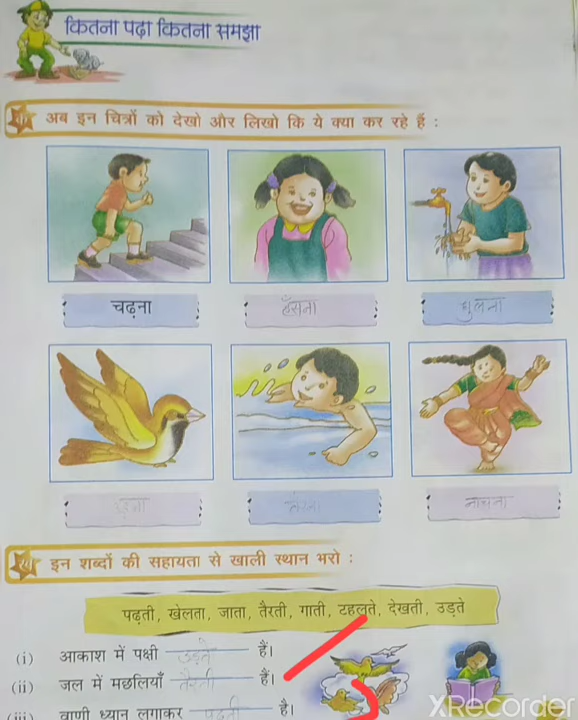 कितना पढ़ा कितना समझा
अब इन चित्रों को देखो और लिखो कि ये क्या कर रहे हैं :
चढ़ना हँसना धुलना
उड़ना तैरना नाचना
इन शब्दों की सहायता से खाली स्थान भरो :
पढ़ती, खेलता, जाता, तैरती, गाती, टहलते, देखती, उड़ते
(i) आकाश में पक्षी उड़ते हैं।
(ii) जल में मछलियाँ तैरती हैं।
(iii) वाणी ध्यान लगाकर पढ़ती है।
XRecorder